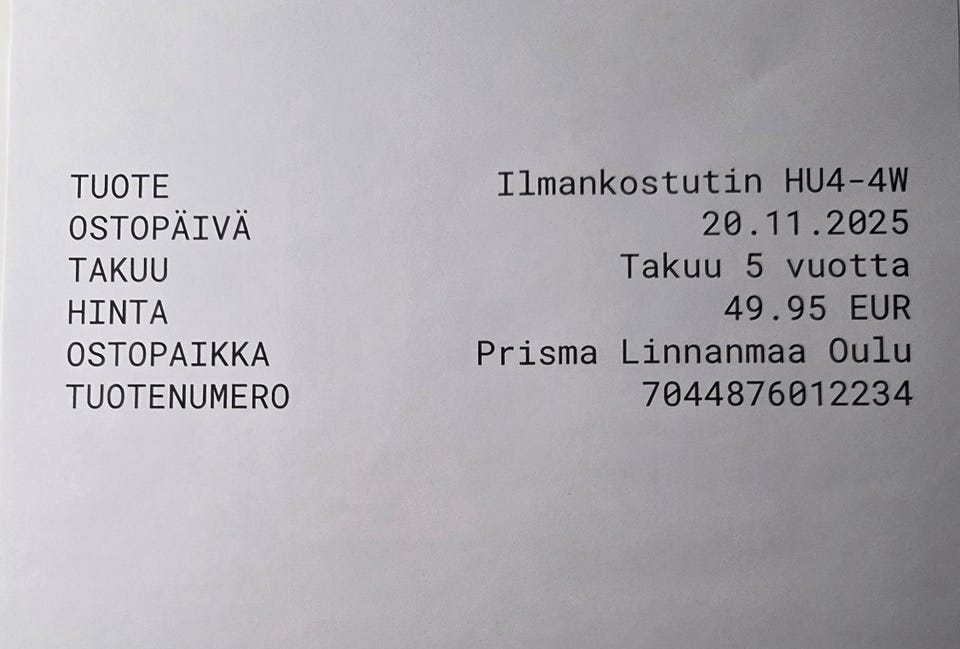 TUOTE Ilmankostutin HU4-4W
OSTOPÄIVÄ 20.11.2025
TAKUU Takuu 5 vuotta
HINTA 49.95 EUR
OSTOPAIKKA Prisma Linnanmaa Oulu
TUOTENUMERO 7044876012234